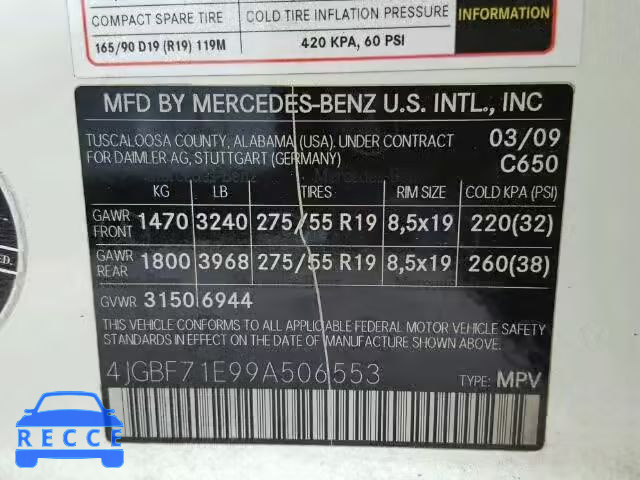 COMPACT SPARE TIRE
COLD TIRE INFLATION PRESSURE
INFORMATION
165/90 D19 (R19) 119M
420 KPA, 60 PSI
MFD BY MERCEDES-BENZ U.S. INTL., INC
TUSCALOOSA COUNTY, ALABAMA (USA). UNDER CONTRACT
FOR DAIMLER AG, STUTTGART (GERMANY)
03/09
C650
KG LB TIRES RIM SIZE COLD KPA (PSI)
GAWR
FRONT 1470 3240 275/55 R19 8,5x19 220(32)
GAWR
REAR 1800 3968 275/55 R19 8,5x19 260(38)
GVWR 3150 6944
THIS VEHICLE CONFORMS TO ALL APPLICABLE FEDERAL MOTOR VEHICLE SAFETY
STANDARDS IN EFFECT ON THE DATE OF MANUFACTURE SHOWN ABOVE.
4JGBF71E99A506553
TYPE: MPV
RECCE